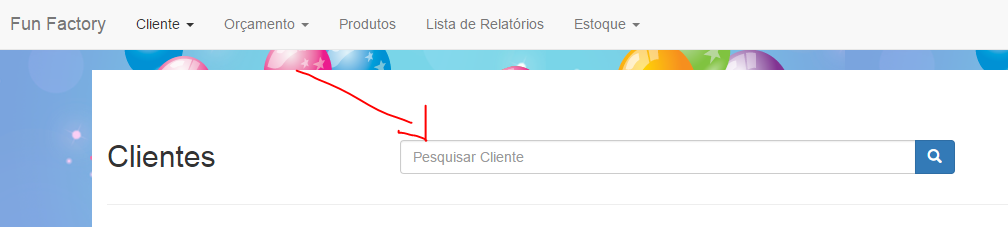 Fun Factory Cliente Orçamento Produtos Lista de Relatórios Estoque
Clientes Pesquisar Cliente